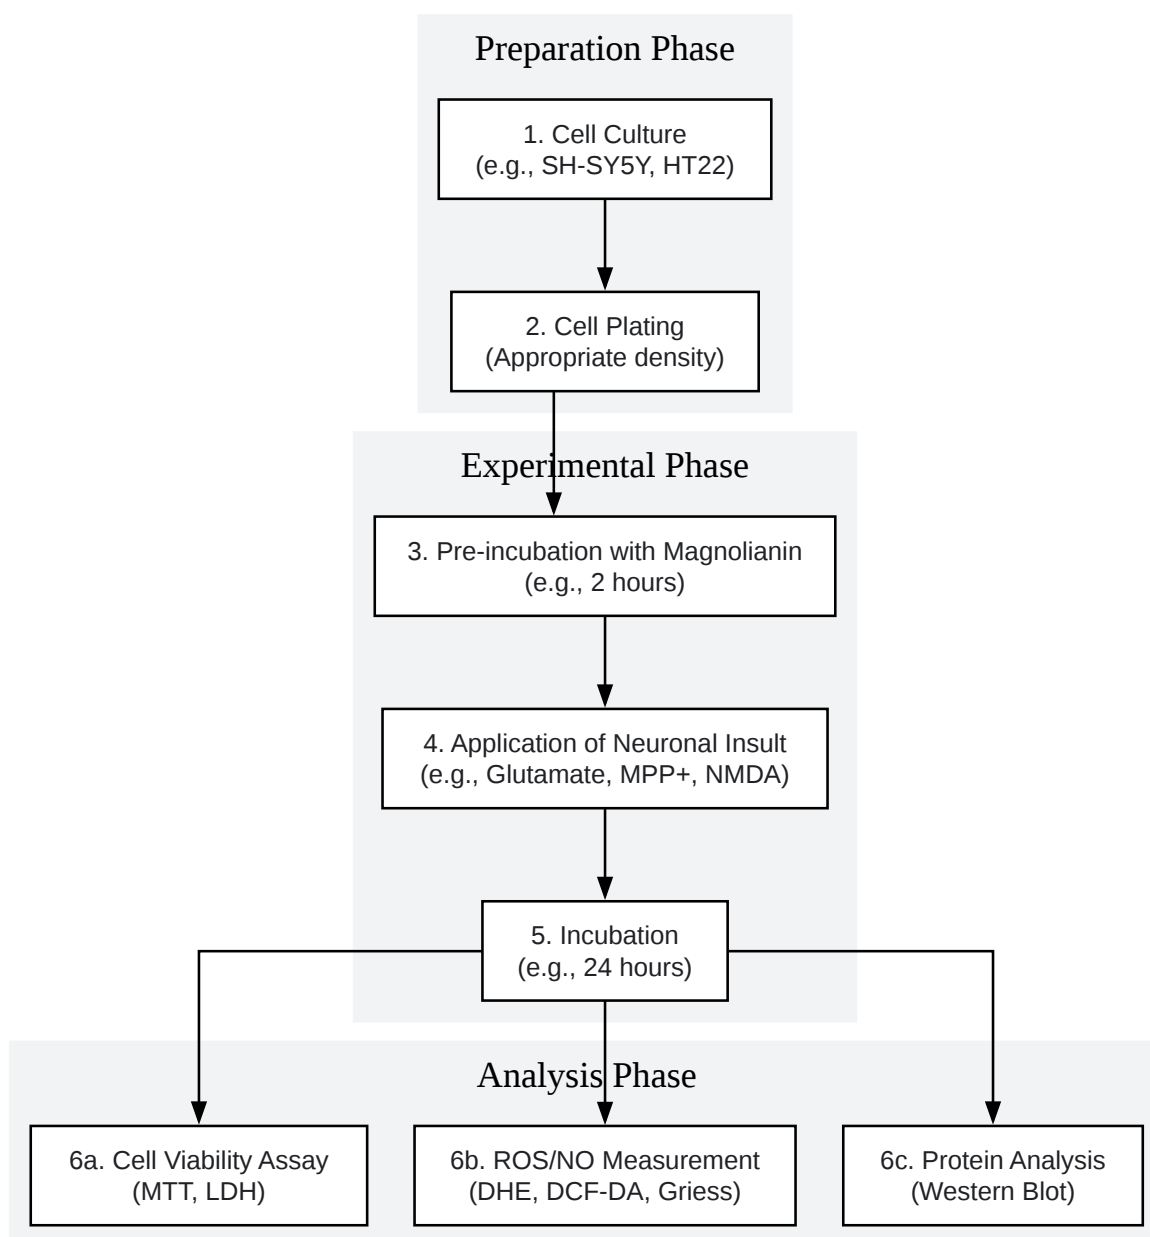 Preparation Phase
1. Cell Culture
(e.g., SH-SY5Y, HT22)
2. Cell Plating
(Appropriate density)
Experimental Phase
3. Pre-incubation with Magnolianin
(e.g., 2 hours)
4. Application of Neuronal Insult
(e.g., Glutamate, MPP+, NMDA)
5. Incubation
(e.g., 24 hours)
Analysis Phase
6a. Cell Viability Assay
(MTT, LDH)
6b. ROS/NO Measurement
(DHE, DCF-DA, Griess)
6c. Protein Analysis
(Western Blot)